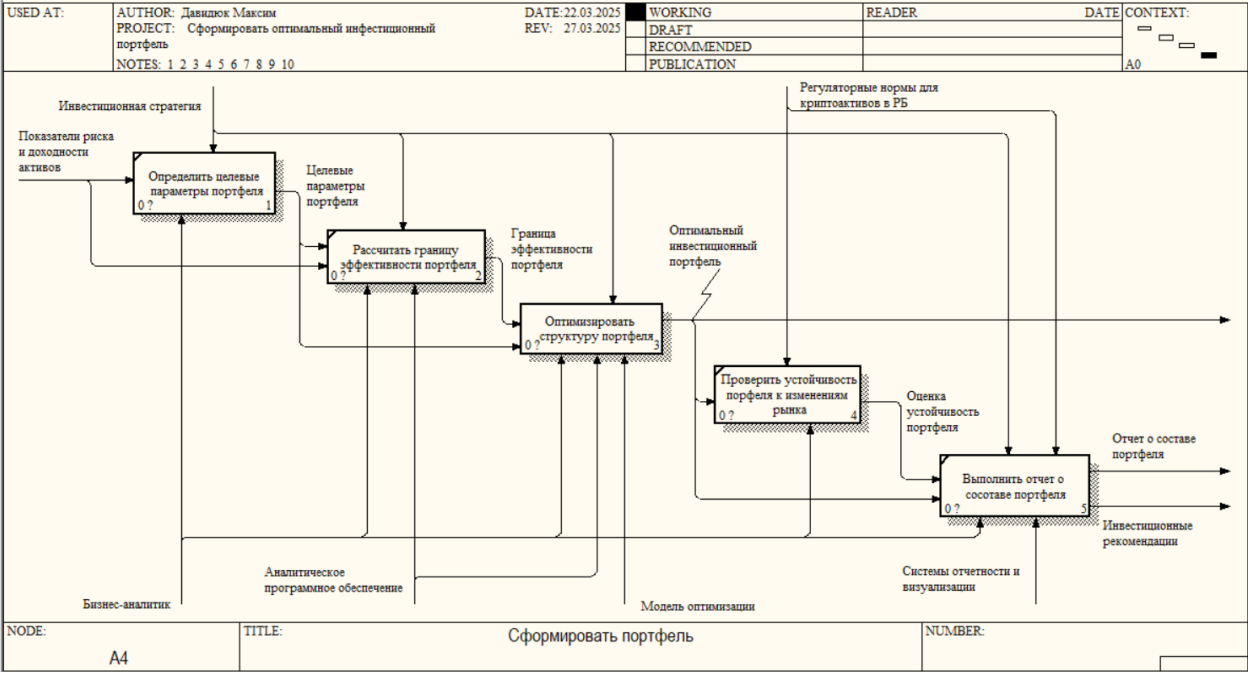 USED AT:
AUTHOR: Давидюк Максим
DATE: 22.03.2025
PROJECT: Сформировать оптимальный инфестиционный
портфель
REV: 27.03.2025
NOTES: 1 2 3 4 5 6 7 8 9 10
WORKING
DRAFT
RECOMMENDED
PUBLICATION
READER
DATE
CONTEXT:
A0
Инвестиционная стратегия
Регуляторные нормы для
криптоактивов в РБ
Показатели риска
и доходности
активов
Определить целевые
параметры портфеля
0 ?
1
Целевые
параметры
портфеля
Рассчитать границу
эффективности портфеля
0 ?
2
Граница
эффективности
портфеля
Оптимизировать
структуру портфеля
0 ?
3
Оптимальный
инвестиционный
портфель
Проверить устойчивость
порфеля к изменениям
рынка
0 ?
4
Оценка
устойчивость
портфеля
Выполнить отчет о
сосотаве портфеля
0 ?
5
Отчет о составе
портфеля
Инвестиционные
рекомендации
Бизнес-аналитик
Аналитическое
программное обеспечение
Модель оптимизации
Системы отчетности и
визуализации
NODE:
A4
TITLE:
Сформировать портфель
NUMBER: